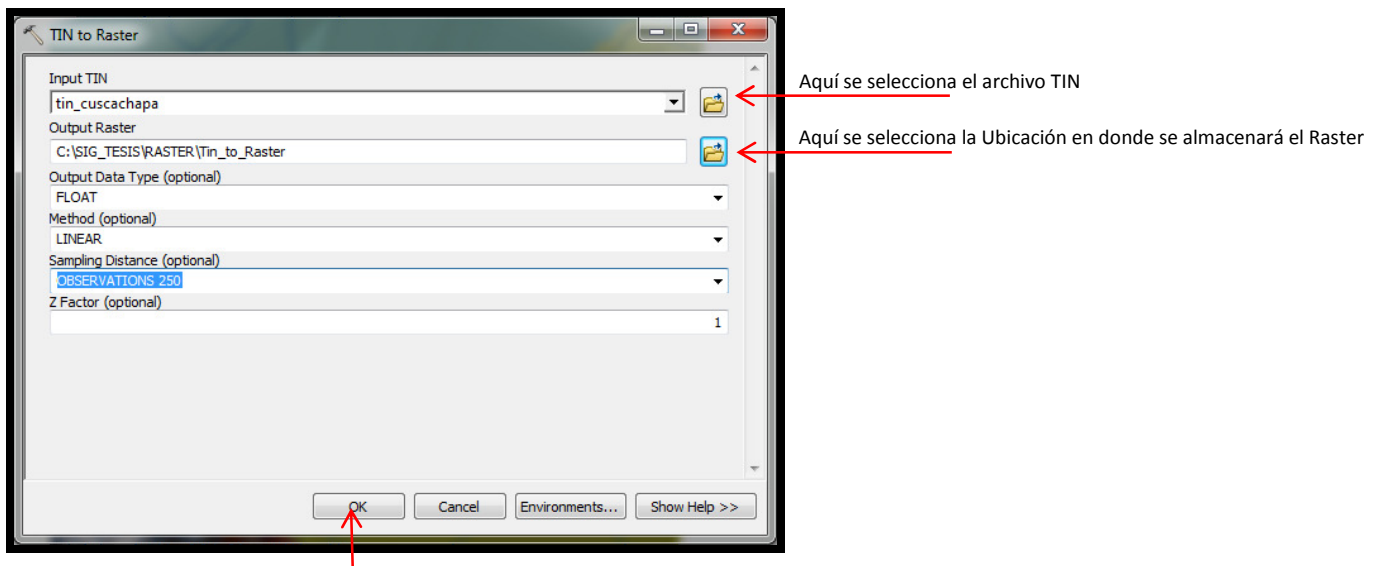 TIN to Raster
Input TIN
tin_cuscachapa
Aquí se selecciona el archivo TIN
Output Raster
C:\SIG_TESIS\RASTER\Tin_to_Raster
Aquí se selecciona la Ubicación en donde se almacenará el Raster
Output Data Type (optional)
FLOAT
Method (optional)
LINEAR
Sampling Distance (optional)
OBSERVATIONS 250
Z Factor (optional)
1
OK
Cancel
Environments...
Show Help >>